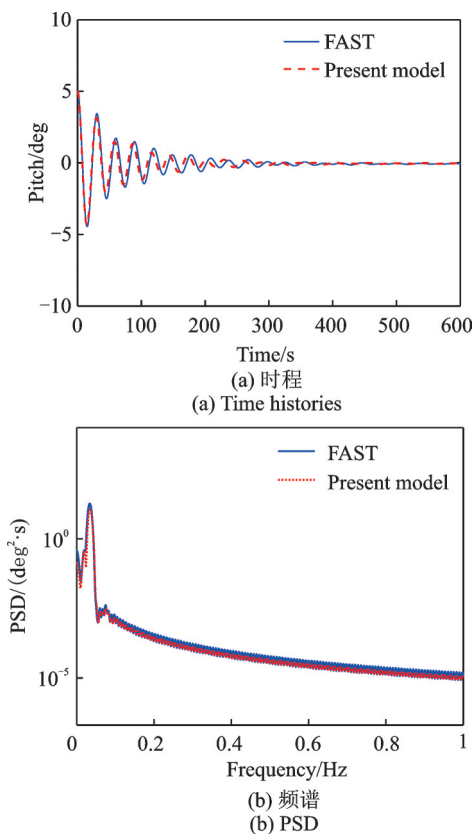 10
5
0
−5
−10
Pitch/deg
FAST
Present model
0 100 200 300 400 500 600
Time/s
(a) 时程
(a) Time histories
10⁰
10⁻⁵
PSD/(deg²·s)
FAST
Present model
0 0.2 0.4 0.6 0.8 1
Frequency/Hz
(b) 频谱
(b) PSD